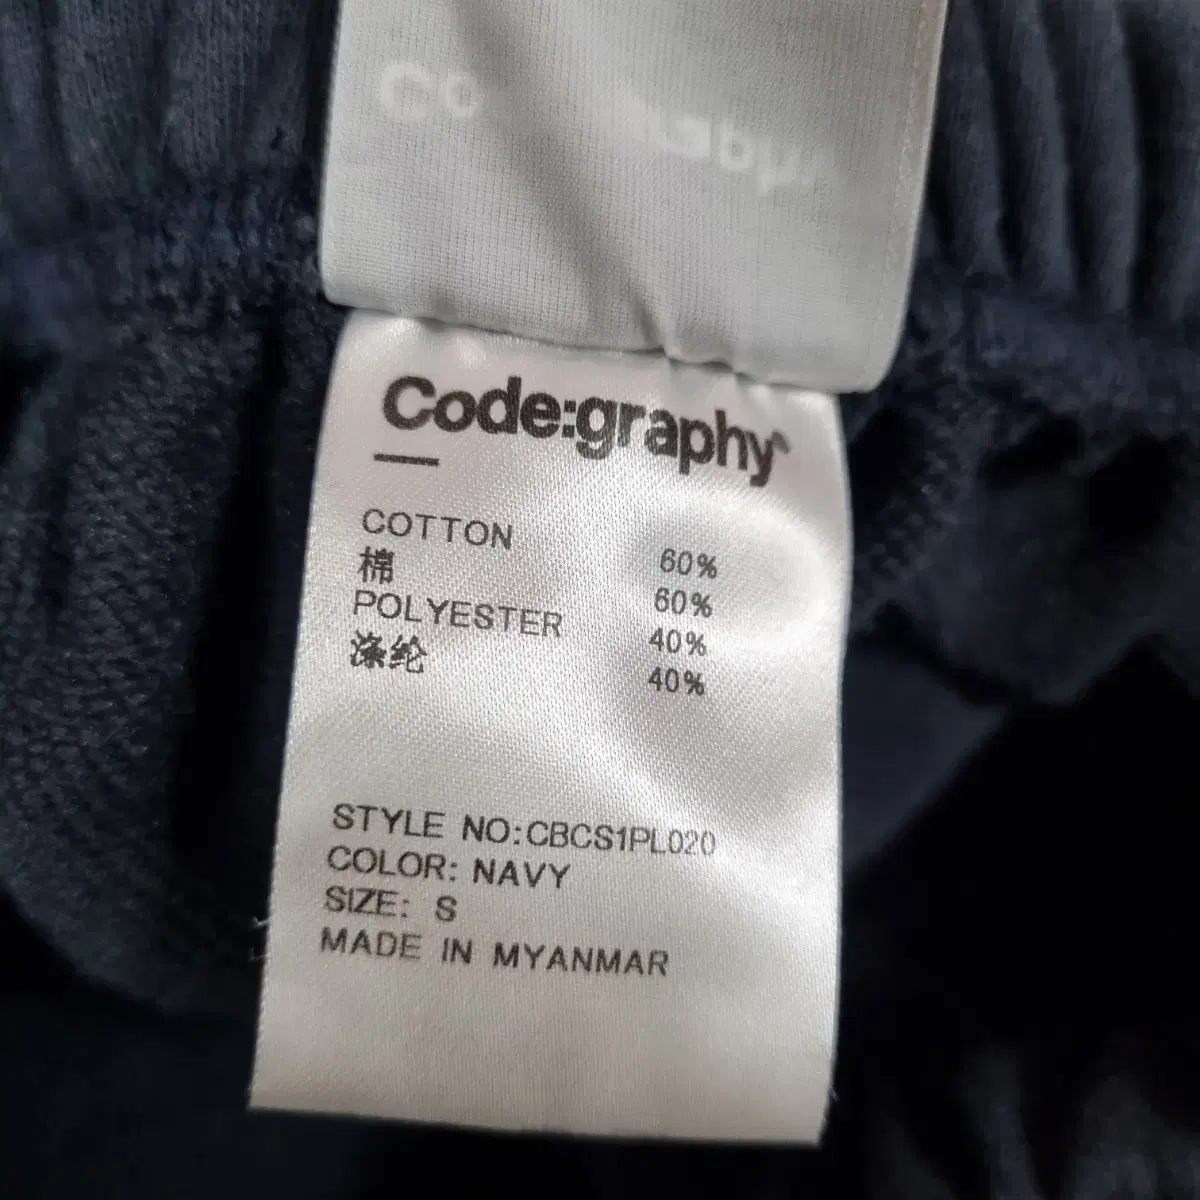 Code:graphy
COTTON 60%
棉 60%
POLYESTER 40%
涤纶 40%
STYLE NO:CBCS1PL020
COLOR: NAVY
SIZE: S
MADE IN MYANMAR